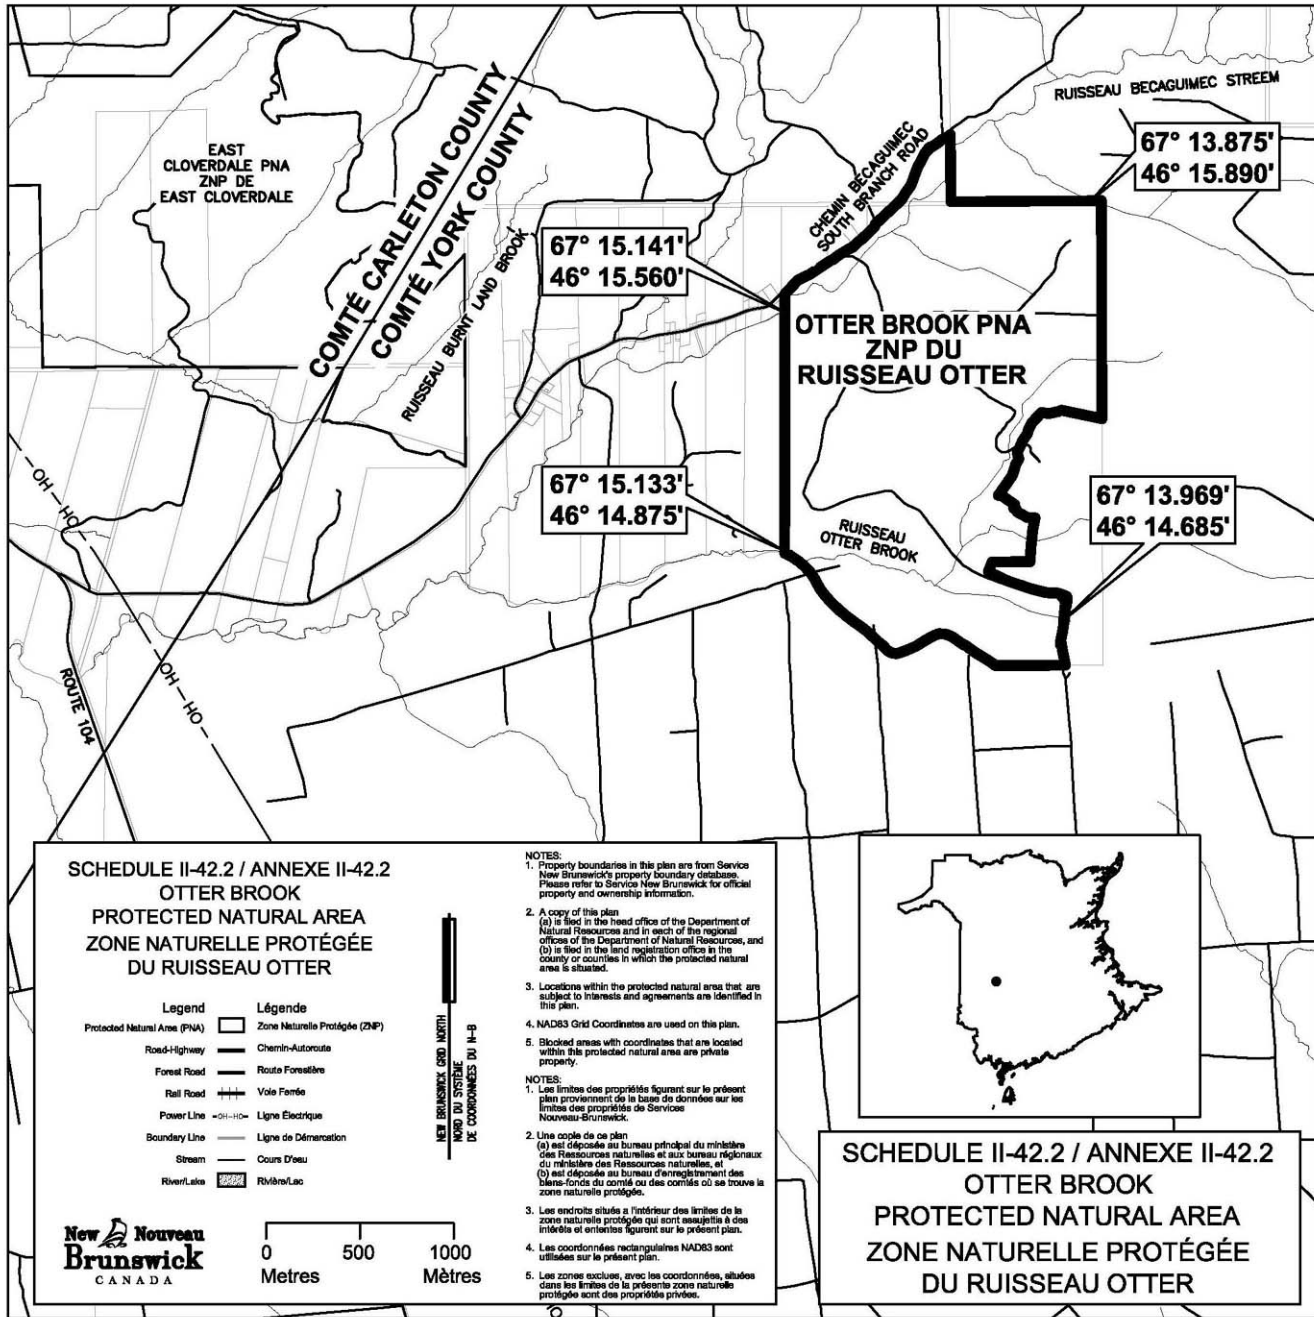 RUISSEAU BECAGUIMEC STREEM
EAST
CLOVERDALE PNA
ZNP DE
EAST CLOVERDALE
COMTÉ CARLETON COUNTY
COMTÉ YORK COUNTY
CHEMIN BECAGUIMEC
SOUTH BRANCH ROAD
67° 13.875'
46° 15.890'
67° 15.141'
46° 15.560'
RUISSEAU BURNT LAND BROOK
OTTER BROOK PNA
ZNP DU
RUISSEAU OTTER
67° 15.133'
46° 14.875'
67° 13.969'
46° 14.685'
RUISSEAU
OTTER BROOK
OH — HO
OH — HO
OH — HO
ROUTE 104
SCHEDULE II-42.2 / ANNEXE II-42.2
OTTER BROOK
PROTECTED NATURAL AREA
ZONE NATURELLE PROTÉGÉE
DU RUISSEAU OTTER
Legend Légende
Protected Natural Area (PNA) Zone Naturelle Protégée (ZNP)
Road-Highway Chemin-Autoroute
Forest Road Route Forestière
Rail Road Voie Ferrée
Power Line -OH-HO- Ligne Électrique
Boundary Line Ligne de Démarcation
Stream Cours D'eau
River/Lake Rivière/Lac
NEW BRUNSWICK GRID NORTH
NORD DU SYSTÈME
DE COORDONNÉES DU N-B
New Nouveau
Brunswick
CANADA
0 500 1000
Metres Mètres
NOTES:
1. Property boundaries in this plan are from Service
New Brunswick's property boundary database.
Please refer to Service New Brunswick for official
property and ownership information.
2. A copy of this plan
(a) is filed in the head office of the Department of
Natural Resources and in each of the regional
offices of the Department of Natural Resources, and
(b) is filed in the land registration office in the
county or counties in which the protected natural
area is situated.
3. Locations within the protected natural area that are
subject to interests and agreements are identified in
this plan.
4. NAD83 Grid Coordinates are used on this plan.
5. Blocked areas with coordinates that are located
within this protected natural area are private
property.
NOTES:
1. Les limites des propriétés figurant sur le présent
plan proviennent de la base de données sur les
limites des propriétés de Services
Nouveau-Brunswick.
2. Une copie de ce plan
(a) est déposée au bureau principal du ministère
des Ressources naturelles et aux bureau régionaux
du ministère des Ressources naturelles, et
(b) est déposée au bureau d'enregistrement des
biens-fonds du comté ou des comtés où se trouve la
zone naturelle protégée.
3. Les endroits situés a l'intérieur des limites de la
zone naturelle protégée qui sont assujettis à des
intérêts et ententes figurent sur le présent plan.
4. Les coordonnées rectangulaires NAD83 sont
utilisées sur le présent plan.
5. Les zones exclues, avec les coordonnées, situées
dans les limites de la présente zone naturelle
protégée sont des propriétés privées.
SCHEDULE II-42.2 / ANNEXE II-42.2
OTTER BROOK
PROTECTED NATURAL AREA
ZONE NATURELLE PROTÉGÉE
DU RUISSEAU OTTER